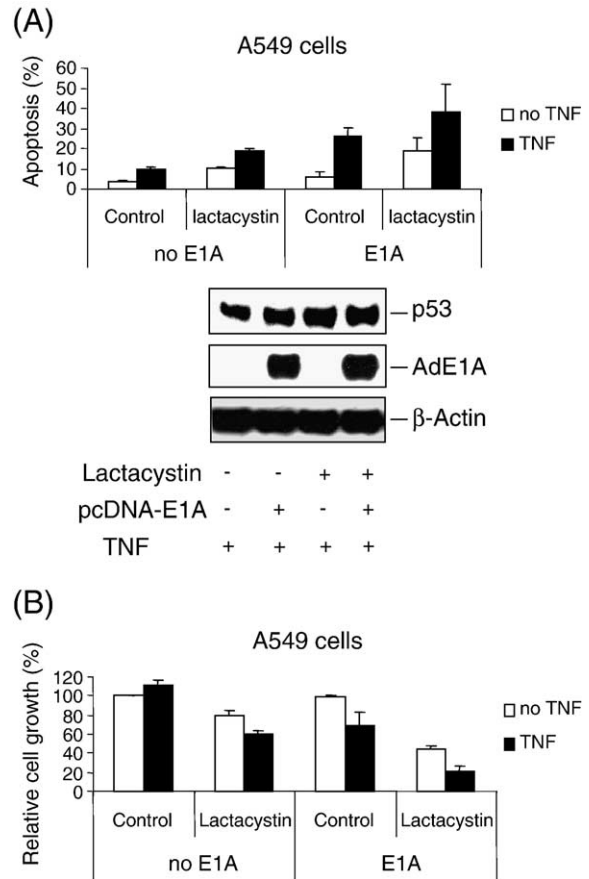 (A)
A549 cells
Apoptosis (%)
60
50
40
30
20
10
0
no TNF
TNF
Control lactacystin Control lactacystin
no E1A E1A
p53
AdE1A
β-Actin
Lactacystin - - + +
pcDNA-E1A - + - +
TNF + + + +
(B)
A549 cells
Relative cell growth (%)
120
100
80
60
40
20
0
no TNF
TNF
Control Lactacystin Control Lactacystin
no E1A E1A